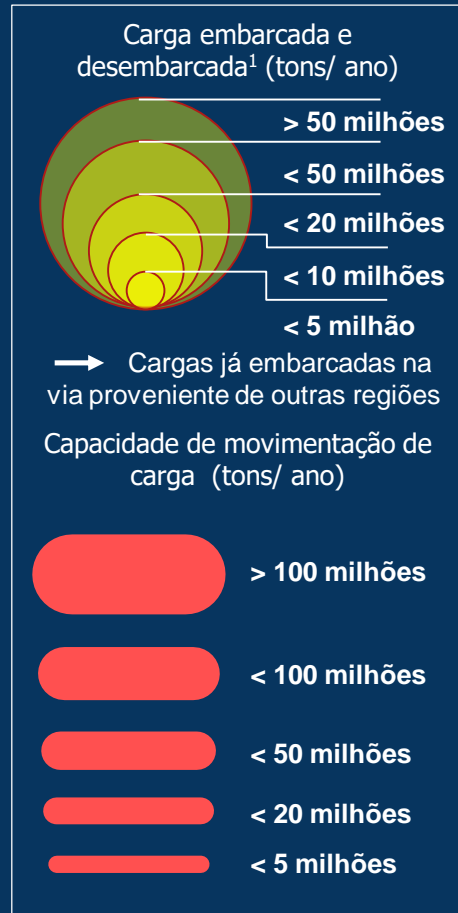 Carga embarcada e
desembarcada¹ (tons/ ano)
> 50 milhões
< 50 milhões
< 20 milhões
< 10 milhões
< 5 milhão
Cargas já embarcadas na
via proveniente de outras regiões
Capacidade de movimentação de
carga (tons/ ano)
> 100 milhões
< 100 milhões
< 50 milhões
< 20 milhões
< 5 milhões